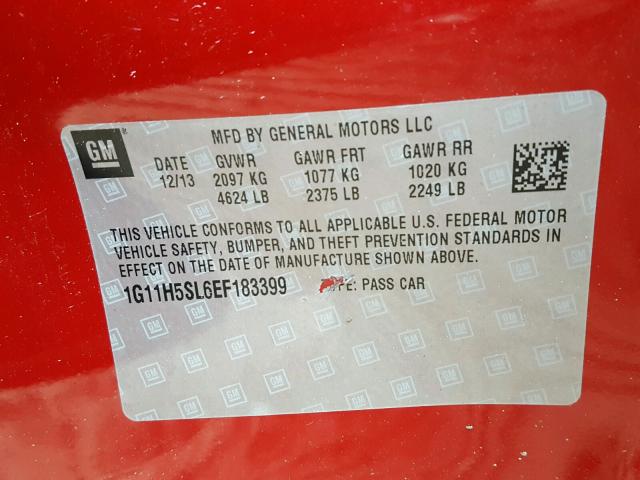 GM
MFD BY GENERAL MOTORS LLC
DATE GVWR GAWR FRT GAWR RR
12/13 2097 KG 1077 KG 1020 KG
4624 LB 2375 LB 2249 LB
THIS VEHICLE CONFORMS TO ALL APPLICABLE U.S. FEDERAL MOTOR
VEHICLE SAFETY, BUMPER, AND THEFT PREVENTION STANDARDS IN
EFFECT ON THE DATE OF MANUFACTURE SHOWN ABOVE.
1G11H5SL6EF183399 PASS CAR